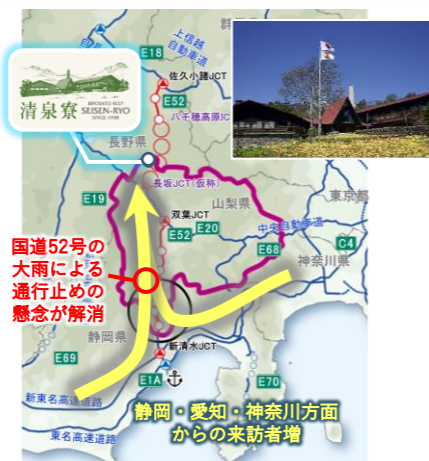 群
上信越
自動車道
E18
佐久小諸JCT
E52
八千穂高原IC
KIYOSATO KEEP
清泉寮 SEISEN-RYO
SINCE 1938
長野県
長坂JCT(仮称)
E19
山梨県
東京都
双葉JCT
中央自動車道
E52
E20
C4
E68
神奈川県
国道52号の
大雨による
通行止めの
懸念が解消
静岡県
新清水JCT
E69
E1A
E70
新東名高速道路
東名高速道路
静岡・愛知・神奈川方面
からの来訪者増